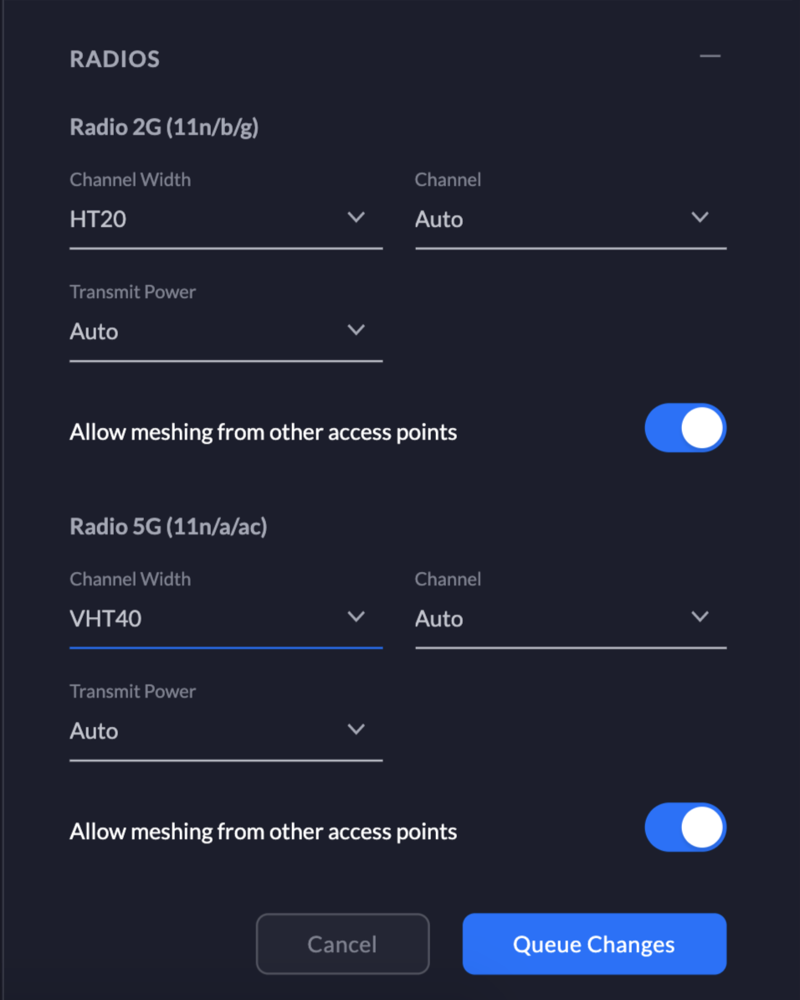 RADIOS
Radio 2G (11n/b/g)
Channel Width Channel
HT20 Auto
Transmit Power
Auto
Allow meshing from other access points
Radio 5G (11n/a/ac)
Channel Width Channel
VHT40 Auto
Transmit Power
Auto
Allow meshing from other access points
Cancel Queue Changes